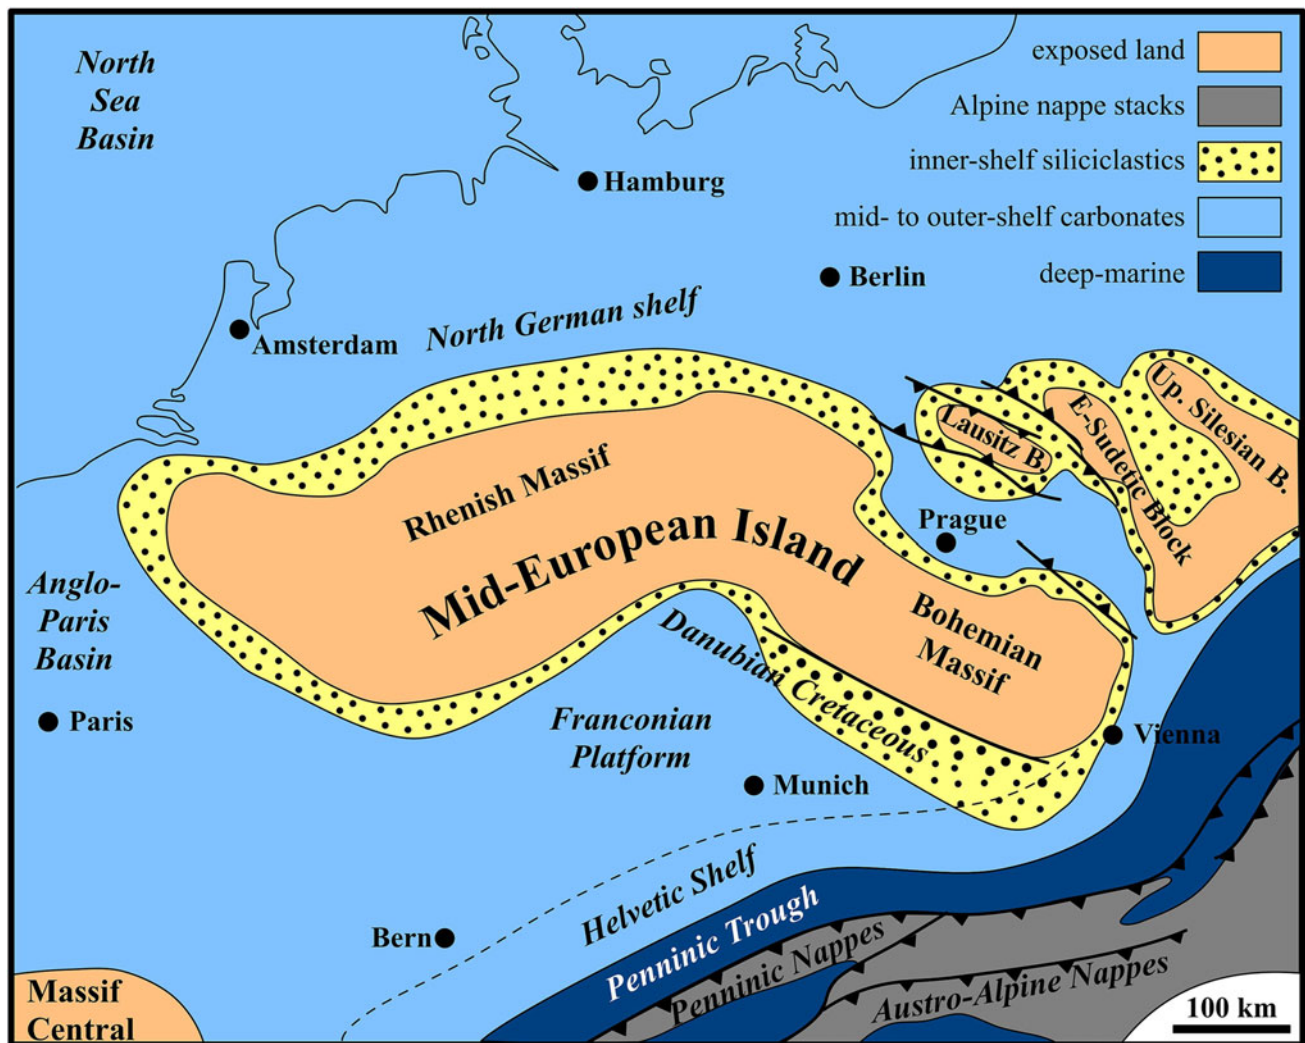 North
Sea
Basin
exposed land
Alpine nappe stacks
inner-shelf siliciclastics
mid- to outer-shelf carbonates
deep-marine
Hamburg
Berlin
North German shelf
Amsterdam
Up. Silesian B.
E-Sudetic Block
Lausitz B.
Rhenish Massif
Prague
Mid-European Island
Anglo-
Paris
Basin
Bohemian
Massif
Danubian Cretaceous
Paris
Franconian
Platform
Vienna
Munich
Helvetic Shelf
Bern
Penninic Trough
Penninic Nappes
Austro-Alpine Nappes
Massif
Central
100 km